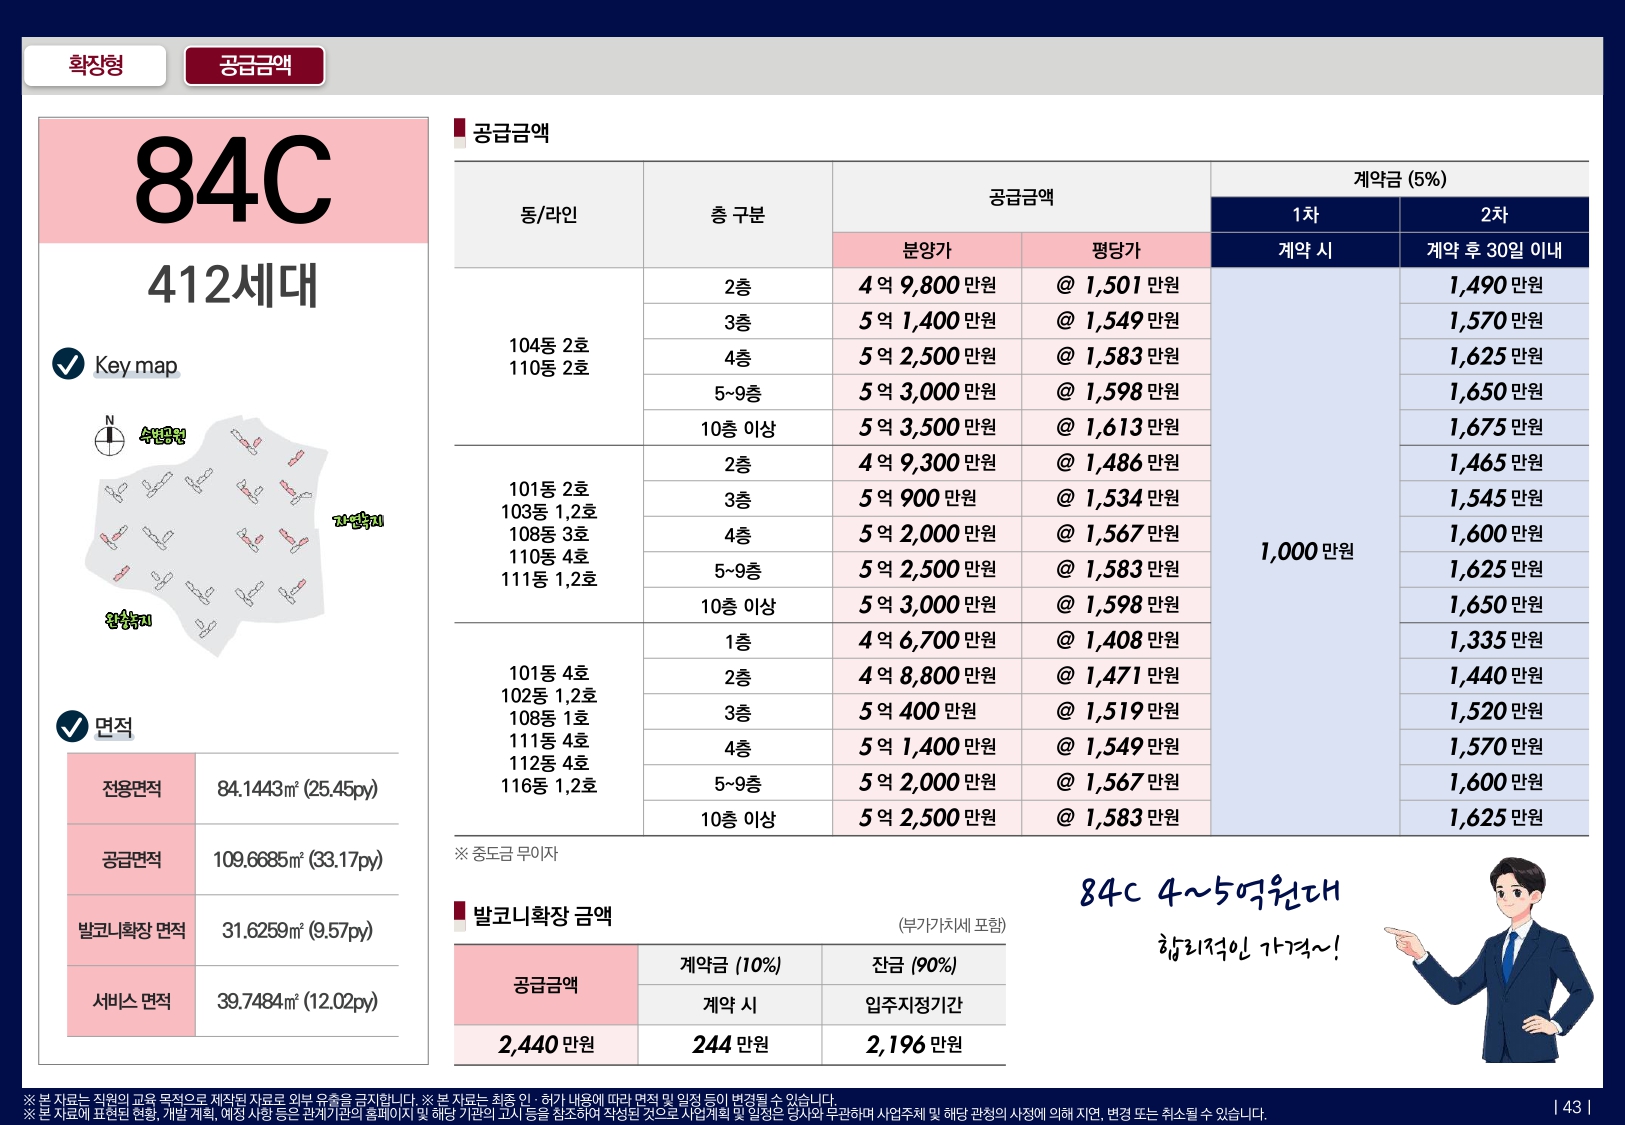 확장형
공급금액
84C
412세대
Key map
N
수변공원
자연녹지
완충녹지
면적
전용면적 84.1443㎡ (25.45py)
공급면적 109.6685㎡ (33.17py)
발코니확장 면적 31.6259㎡ (9.57py)
서비스 면적 39.7484㎡ (12.02py)
공급금액
동/라인 층 구분 공급금액 계약금 (5%)
1차 2차
분양가 평당가 계약 시 계약 후 30일 이내
104동 2호
110동 2호
2층 4억 9,800만원 @ 1,501만원 1,490만원
3층 5억 1,400만원 @ 1,549만원 1,570만원
4층 5억 2,500만원 @ 1,583만원 1,625만원
5~9층 5억 3,000만원 @ 1,598만원 1,650만원
10층 이상 5억 3,500만원 @ 1,613만원 1,675만원
101동 2호
103동 1,2호
108동 3호
110동 4호
111동 1,2호
2층 4억 9,300만원 @ 1,486만원 1,465만원
3층 5억 900만원 @ 1,534만원 1,545만원
4층 5억 2,000만원 @ 1,567만원 1,600만원
5~9층 5억 2,500만원 @ 1,583만원 1,625만원
10층 이상 5억 3,000만원 @ 1,598만원 1,650만원
1,000만원
101동 4호
102동 1,2호
108동 1호
111동 4호
112동 4호
116동 1,2호
1층 4억 6,700만원 @ 1,408만원 1,335만원
2층 4억 8,800만원 @ 1,471만원 1,440만원
3층 5억 400만원 @ 1,519만원 1,520만원
4층 5억 1,400만원 @ 1,549만원 1,570만원
5~9층 5억 2,000만원 @ 1,567만원 1,600만원
10층 이상 5억 2,500만원 @ 1,583만원 1,625만원
※ 중도금 무이자
발코니확장 금액 (부가가치세 포함)
공급금액 계약금 (10%) 잔금 (90%)
계약 시 입주지정기간
2,440만원 244만원 2,196만원
84C 4~5억원대
합리적인 가격~!
※ 본 자료는 직원의 교육 목적으로 제작된 자료로 외부 유출을 금지합니다. ※ 본 자료는 최종 인·허가 내용에 따라 면적 및 일정 등이 변경될 수 있습니다.
※ 본 자료에 표현된 현황, 개발 계획, 예정 사항 등은 관계기관의 홈페이지 및 해당 기관의 고시 등을 참조하여 작성된 것으로 사업계획 및 일정은 당사와 무관하며 사업주체 및 해당 관청의 사정에 의해 지연, 변경 또는 취소될 수 있습니다.
| 43 |